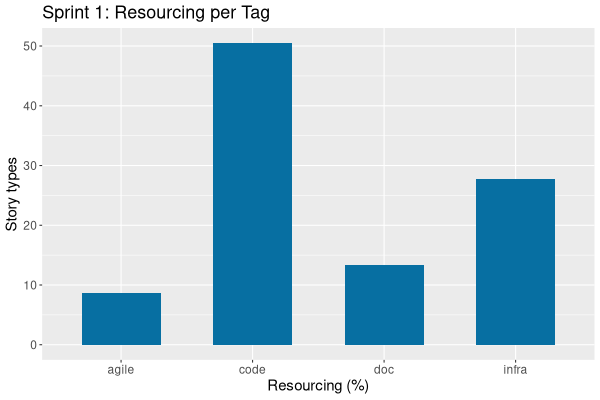 Sprint 1: Resourcing per Tag
Story types
50
40
30
20
10
0
agile code doc infra
Resourcing (%)